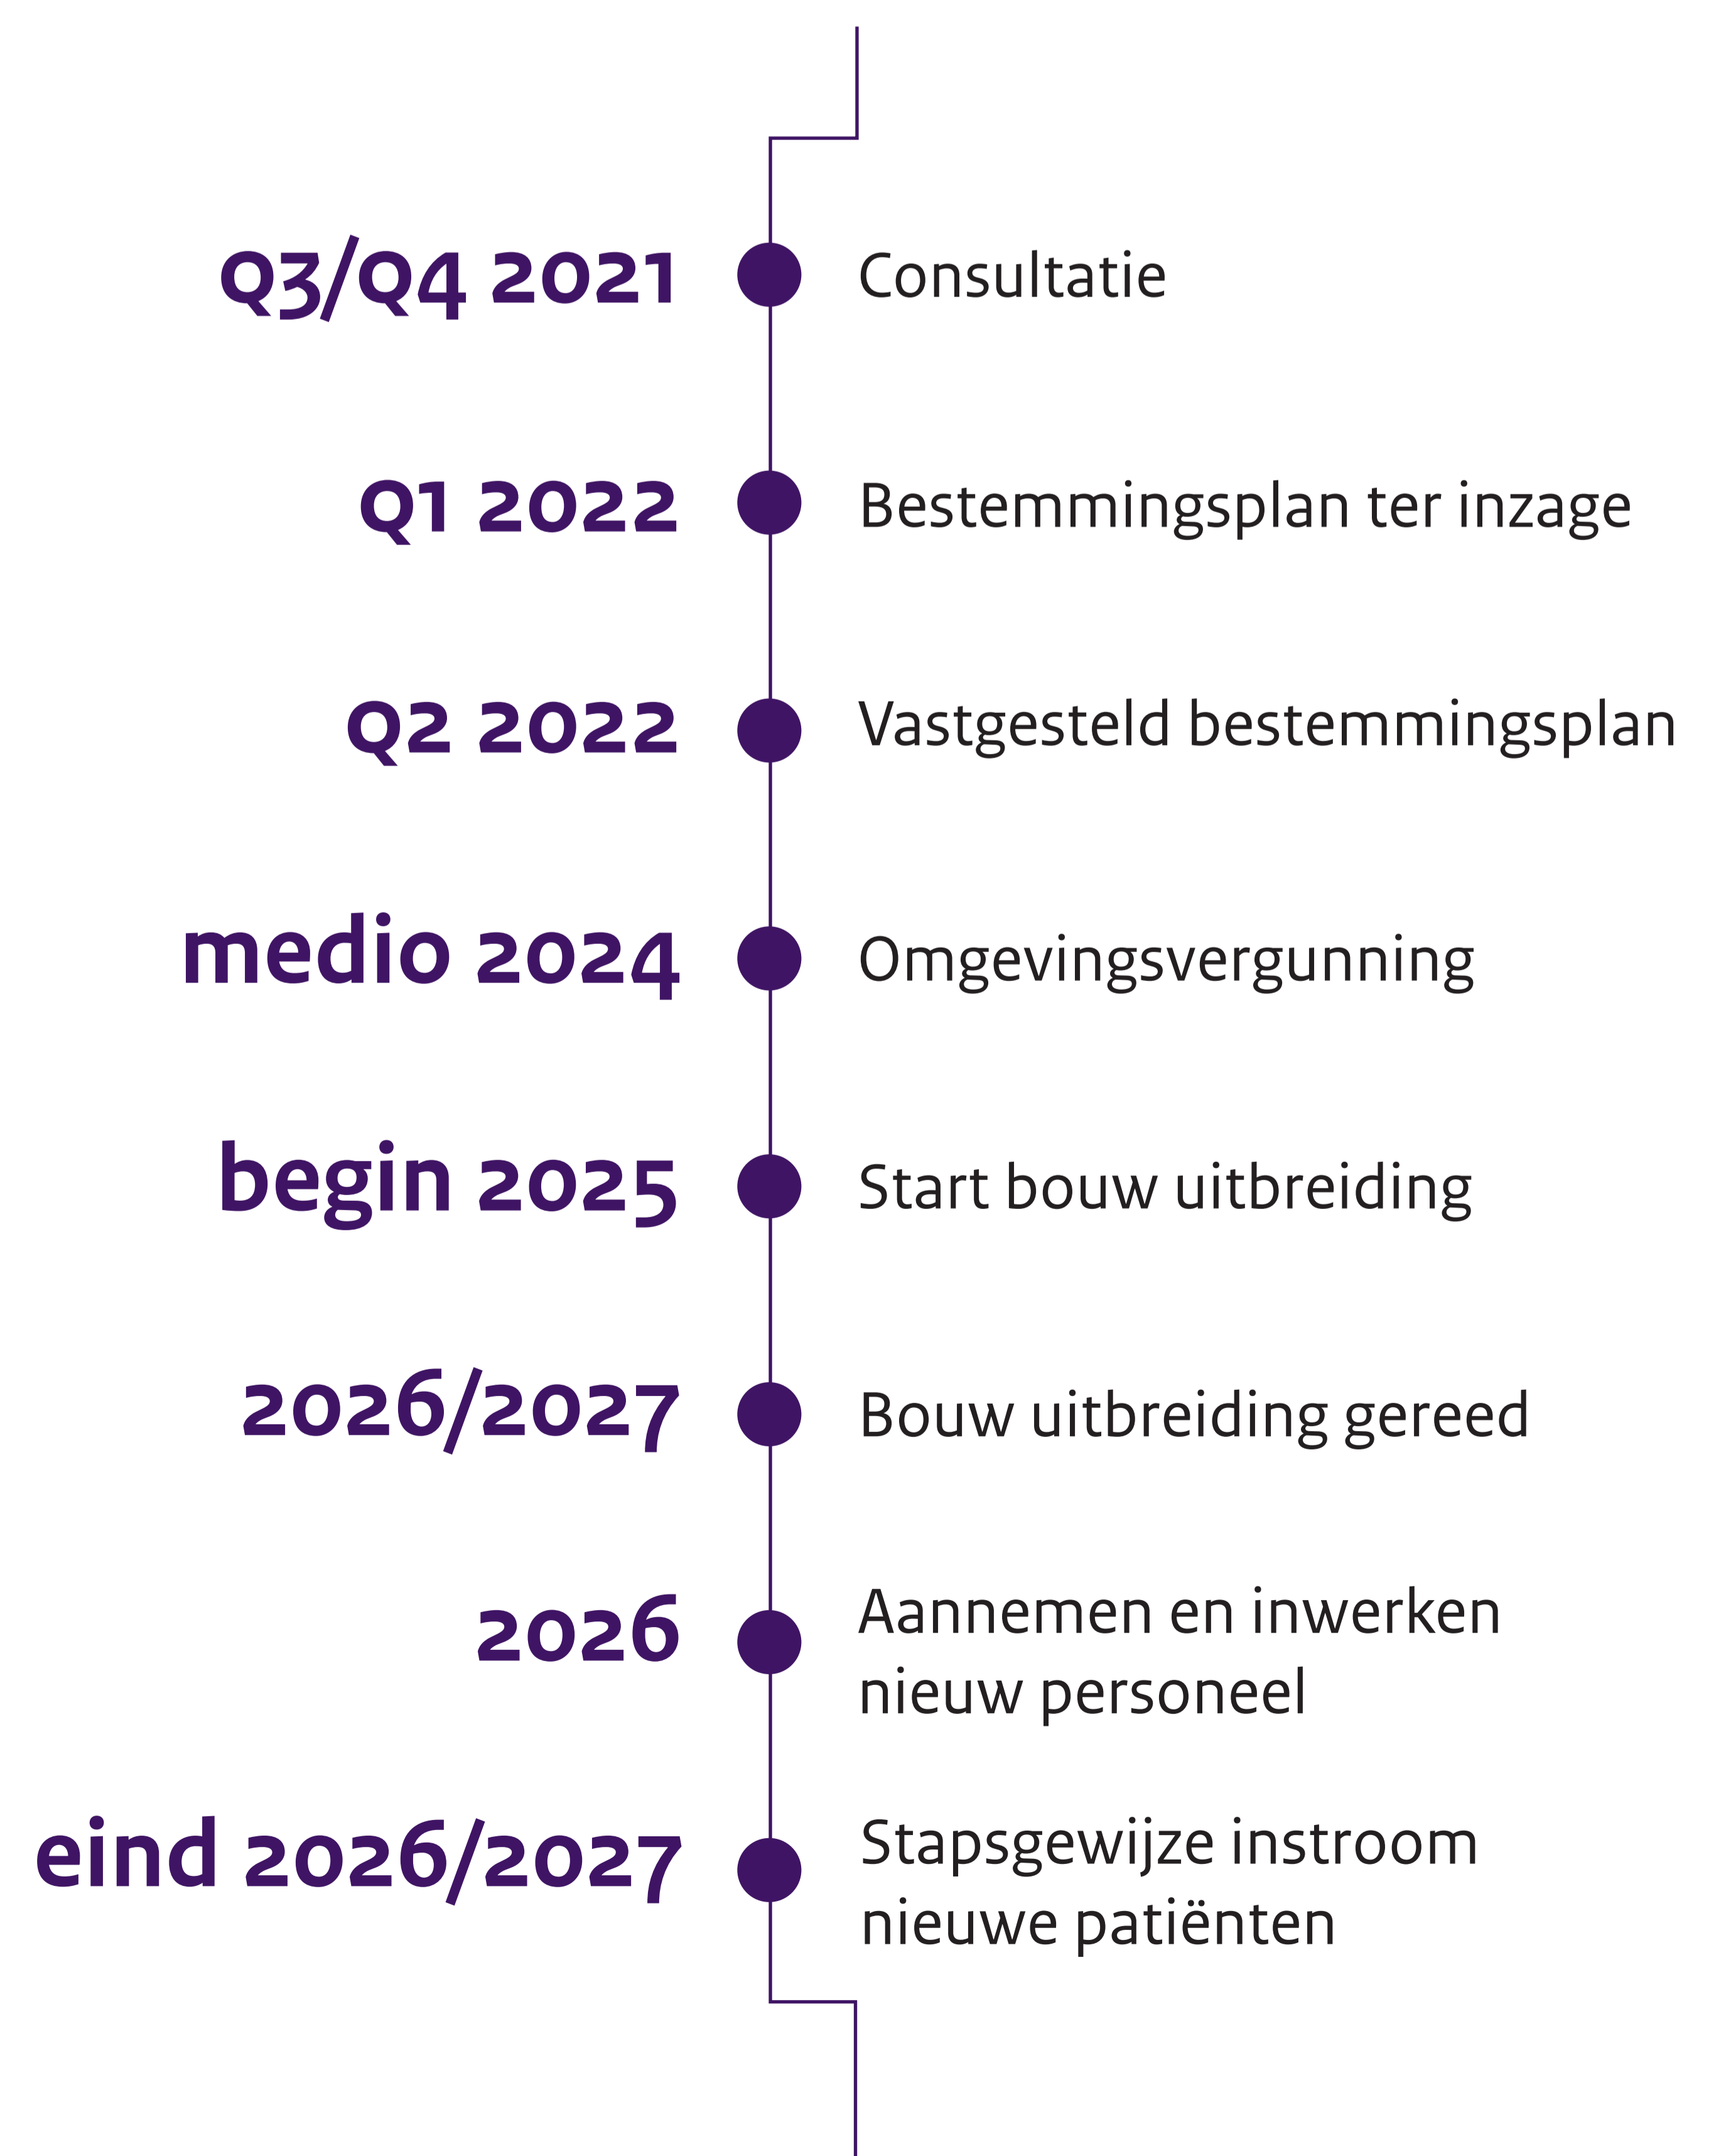 Q3/Q4 2021 Consultatie
Q1 2022 Bestemmingsplan ter inzage
Q2 2022 Vastgesteld bestemmingsplan
medio 2024 Omgevingsvergunning
begin 2025 Start bouw uitbreiding
2026/2027 Bouw uitbreiding gereed
2026 Aannemen en inwerken
nieuw personeel
eind 2026/2027 Stapsgewijze instroom
nieuwe patiënten